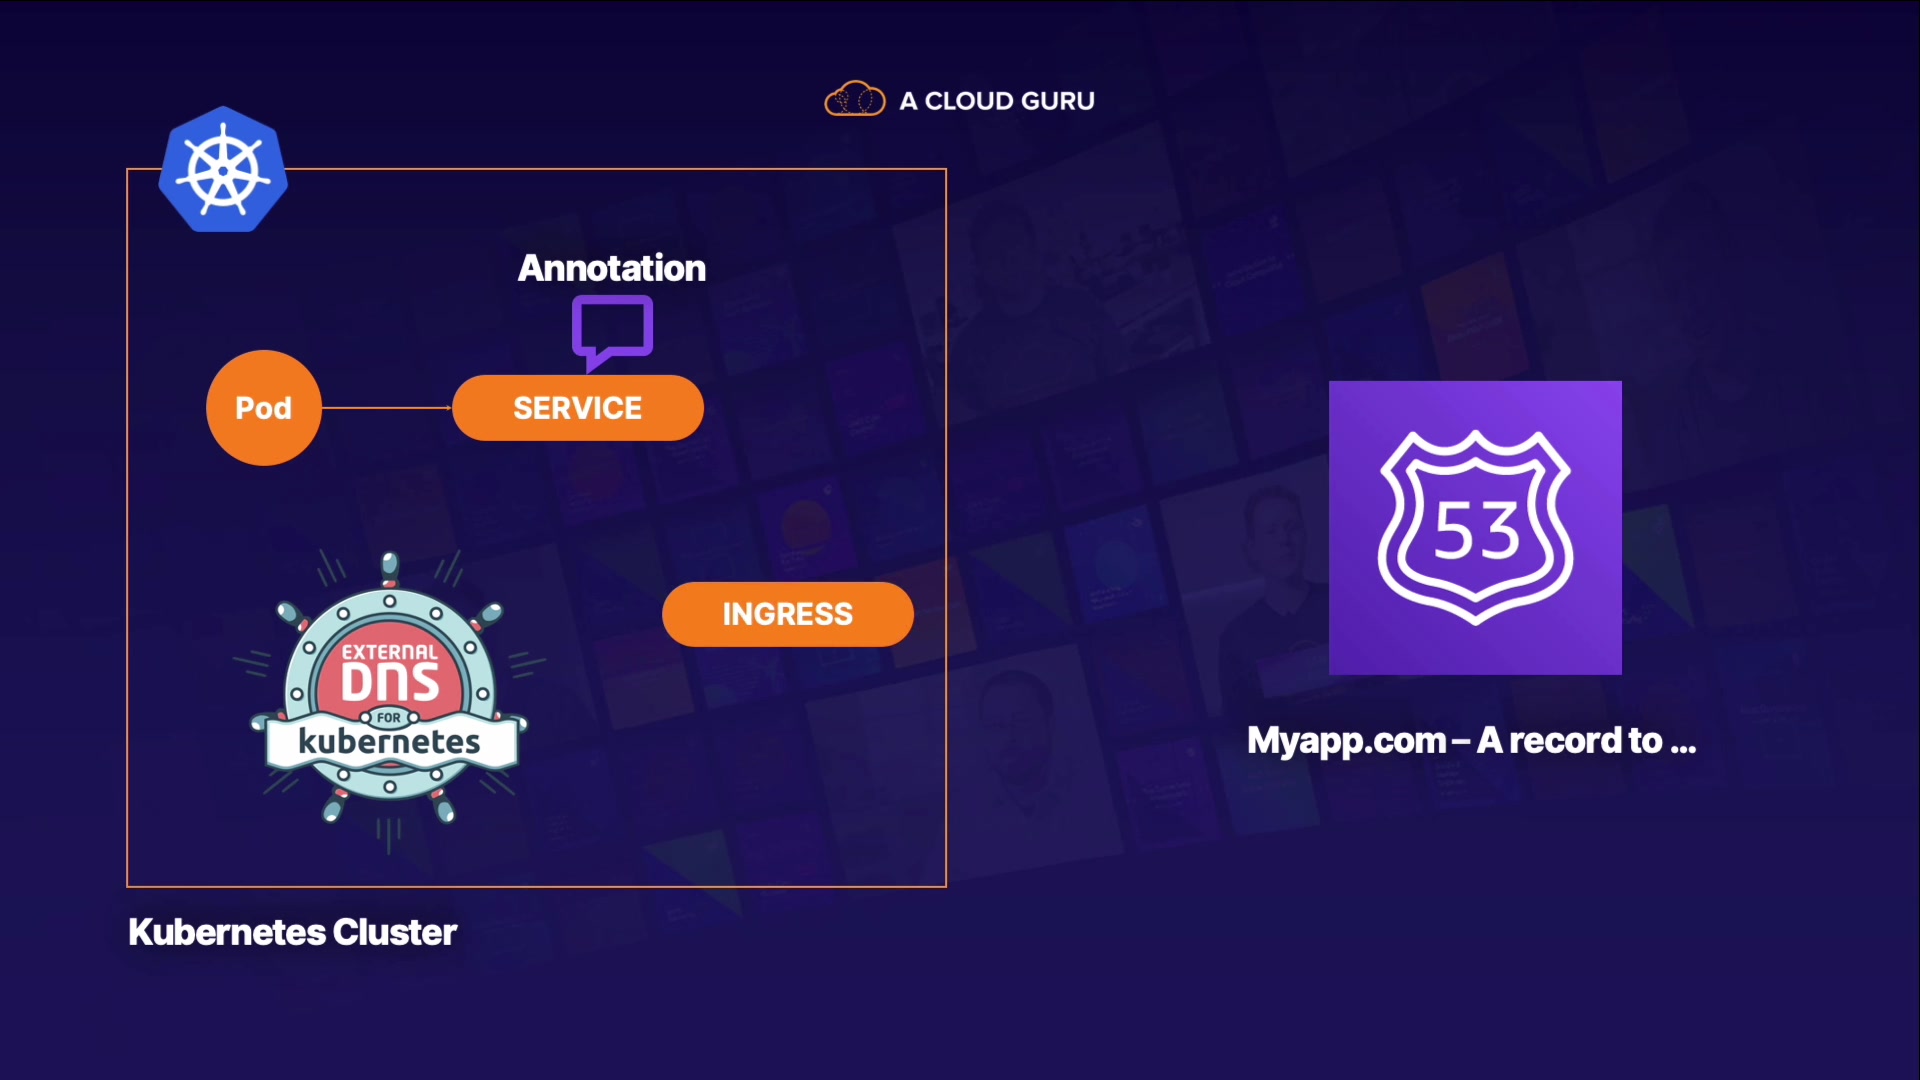 A CLOUD GURU
Annotation
Pod
SERVICE
INGRESS
EXTERNAL
DNS
FOR
kubernetes
53
Myapp.com – A record to ...
Kubernetes Cluster